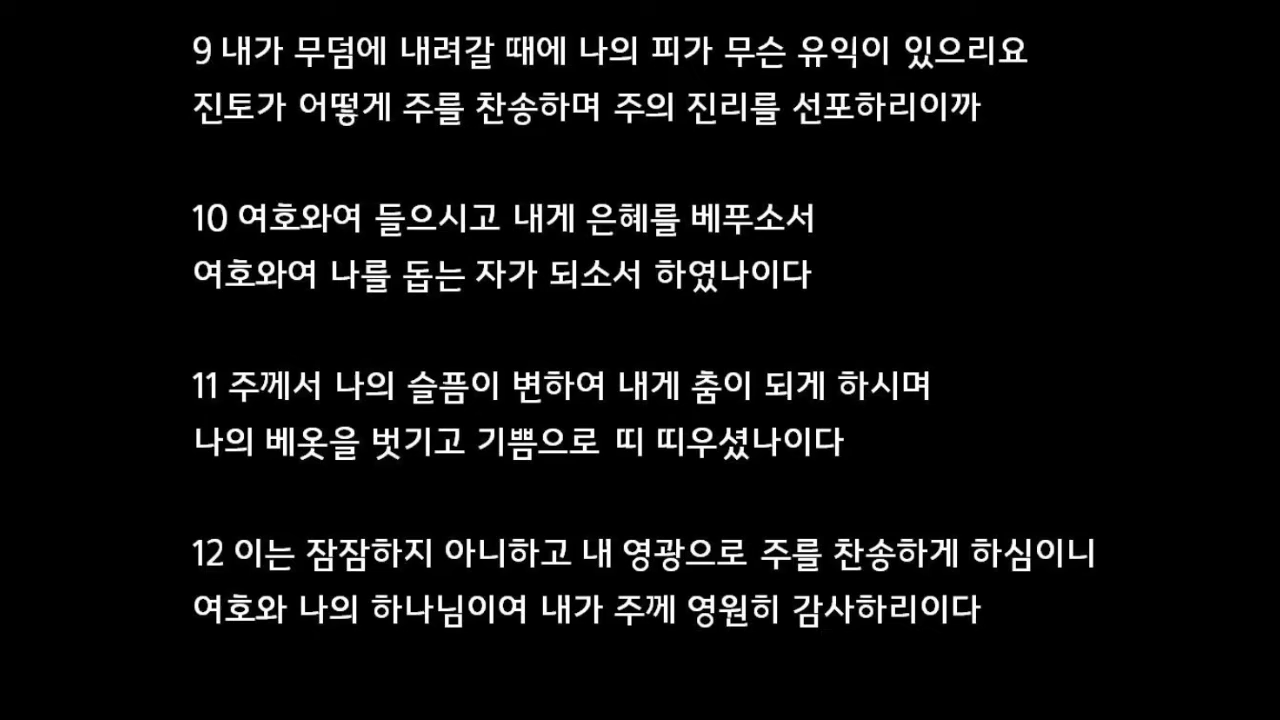 9 내가 무덤에 내려갈 때에 나의 피가 무슨 유익이 있으리요
진토가 어떻게 주를 찬송하며 주의 진리를 선포하리이까
10 여호와여 들으시고 내게 은혜를 베푸소서
여호와여 나를 돕는 자가 되소서 하였나이다
11 주께서 나의 슬픔이 변하여 내게 춤이 되게 하시며
나의 베옷을 벗기고 기쁨으로 띠 띠우셨나이다
12 이는 잠잠하지 아니하고 내 영광으로 주를 찬송하게 하심이니
여호와 나의 하나님이여 내가 주께 영원히 감사하리이다